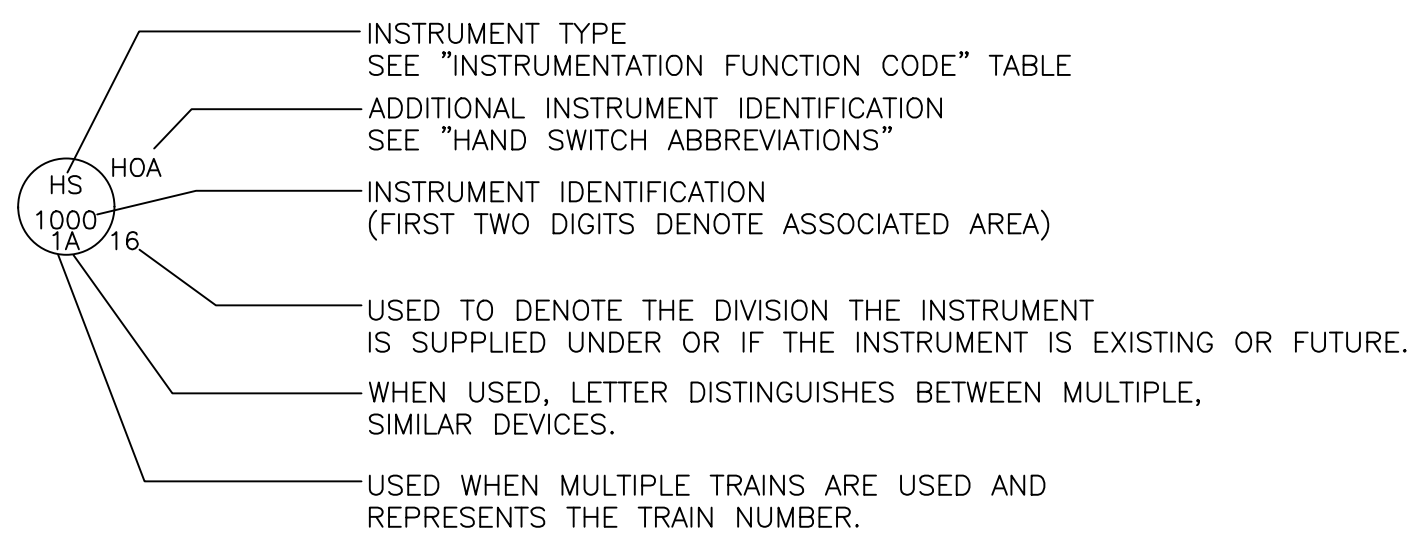 INSTRUMENT TYPE
SEE "INSTRUMENTATION FUNCTION CODE" TABLE
ADDITIONAL INSTRUMENT IDENTIFICATION
SEE "HAND SWITCH ABBREVIATIONS"
HOA
HS
INSTRUMENT IDENTIFICATION
(FIRST TWO DIGITS DENOTE ASSOCIATED AREA)
1000
1A 16
USED TO DENOTE THE DIVISION THE INSTRUMENT
IS SUPPLIED UNDER OR IF THE INSTRUMENT IS EXISTING OR FUTURE.
WHEN USED, LETTER DISTINGUISHES BETWEEN MULTIPLE,
SIMILAR DEVICES.
USED WHEN MULTIPLE TRAINS ARE USED AND
REPRESENTS THE TRAIN NUMBER.